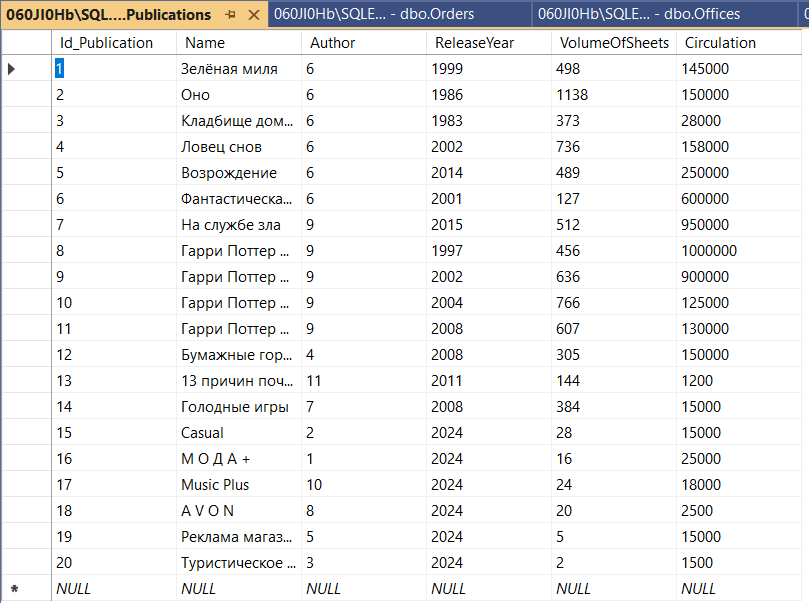 060JI0Hb\SQL....Publications 060JI0Hb\SQLE... - dbo.Orders 060JI0Hb\SQLE... - dbo.Offices
Id_Publication Name Author ReleaseYear VolumeOfSheets Circulation
1 Зелёная миля 6 1999 498 145000
2 Оно 6 1986 1138 150000
3 Кладбище дом... 6 1983 373 28000
4 Ловец снов 6 2002 736 158000
5 Возрождение 6 2014 489 250000
6 Фантастическа... 6 2001 127 600000
7 На службе зла 9 2015 512 950000
8 Гарри Поттер ... 9 1997 456 1000000
9 Гарри Поттер ... 9 2002 636 900000
10 Гарри Поттер ... 9 2004 766 125000
11 Гарри Поттер ... 9 2008 607 130000
12 Бумажные гор... 4 2008 305 150000
13 13 причин поч... 11 2011 144 1200
14 Голодные игры 7 2008 384 15000
15 Casual 2 2024 28 15000
16 М О Д А + 1 2024 16 25000
17 Music Plus 10 2024 24 18000
18 A V O N 8 2024 20 2500
19 Реклама магаз... 5 2024 5 15000
20 Туристическое ... 3 2024 2 1500
NULL NULL NULL NULL NULL NULL